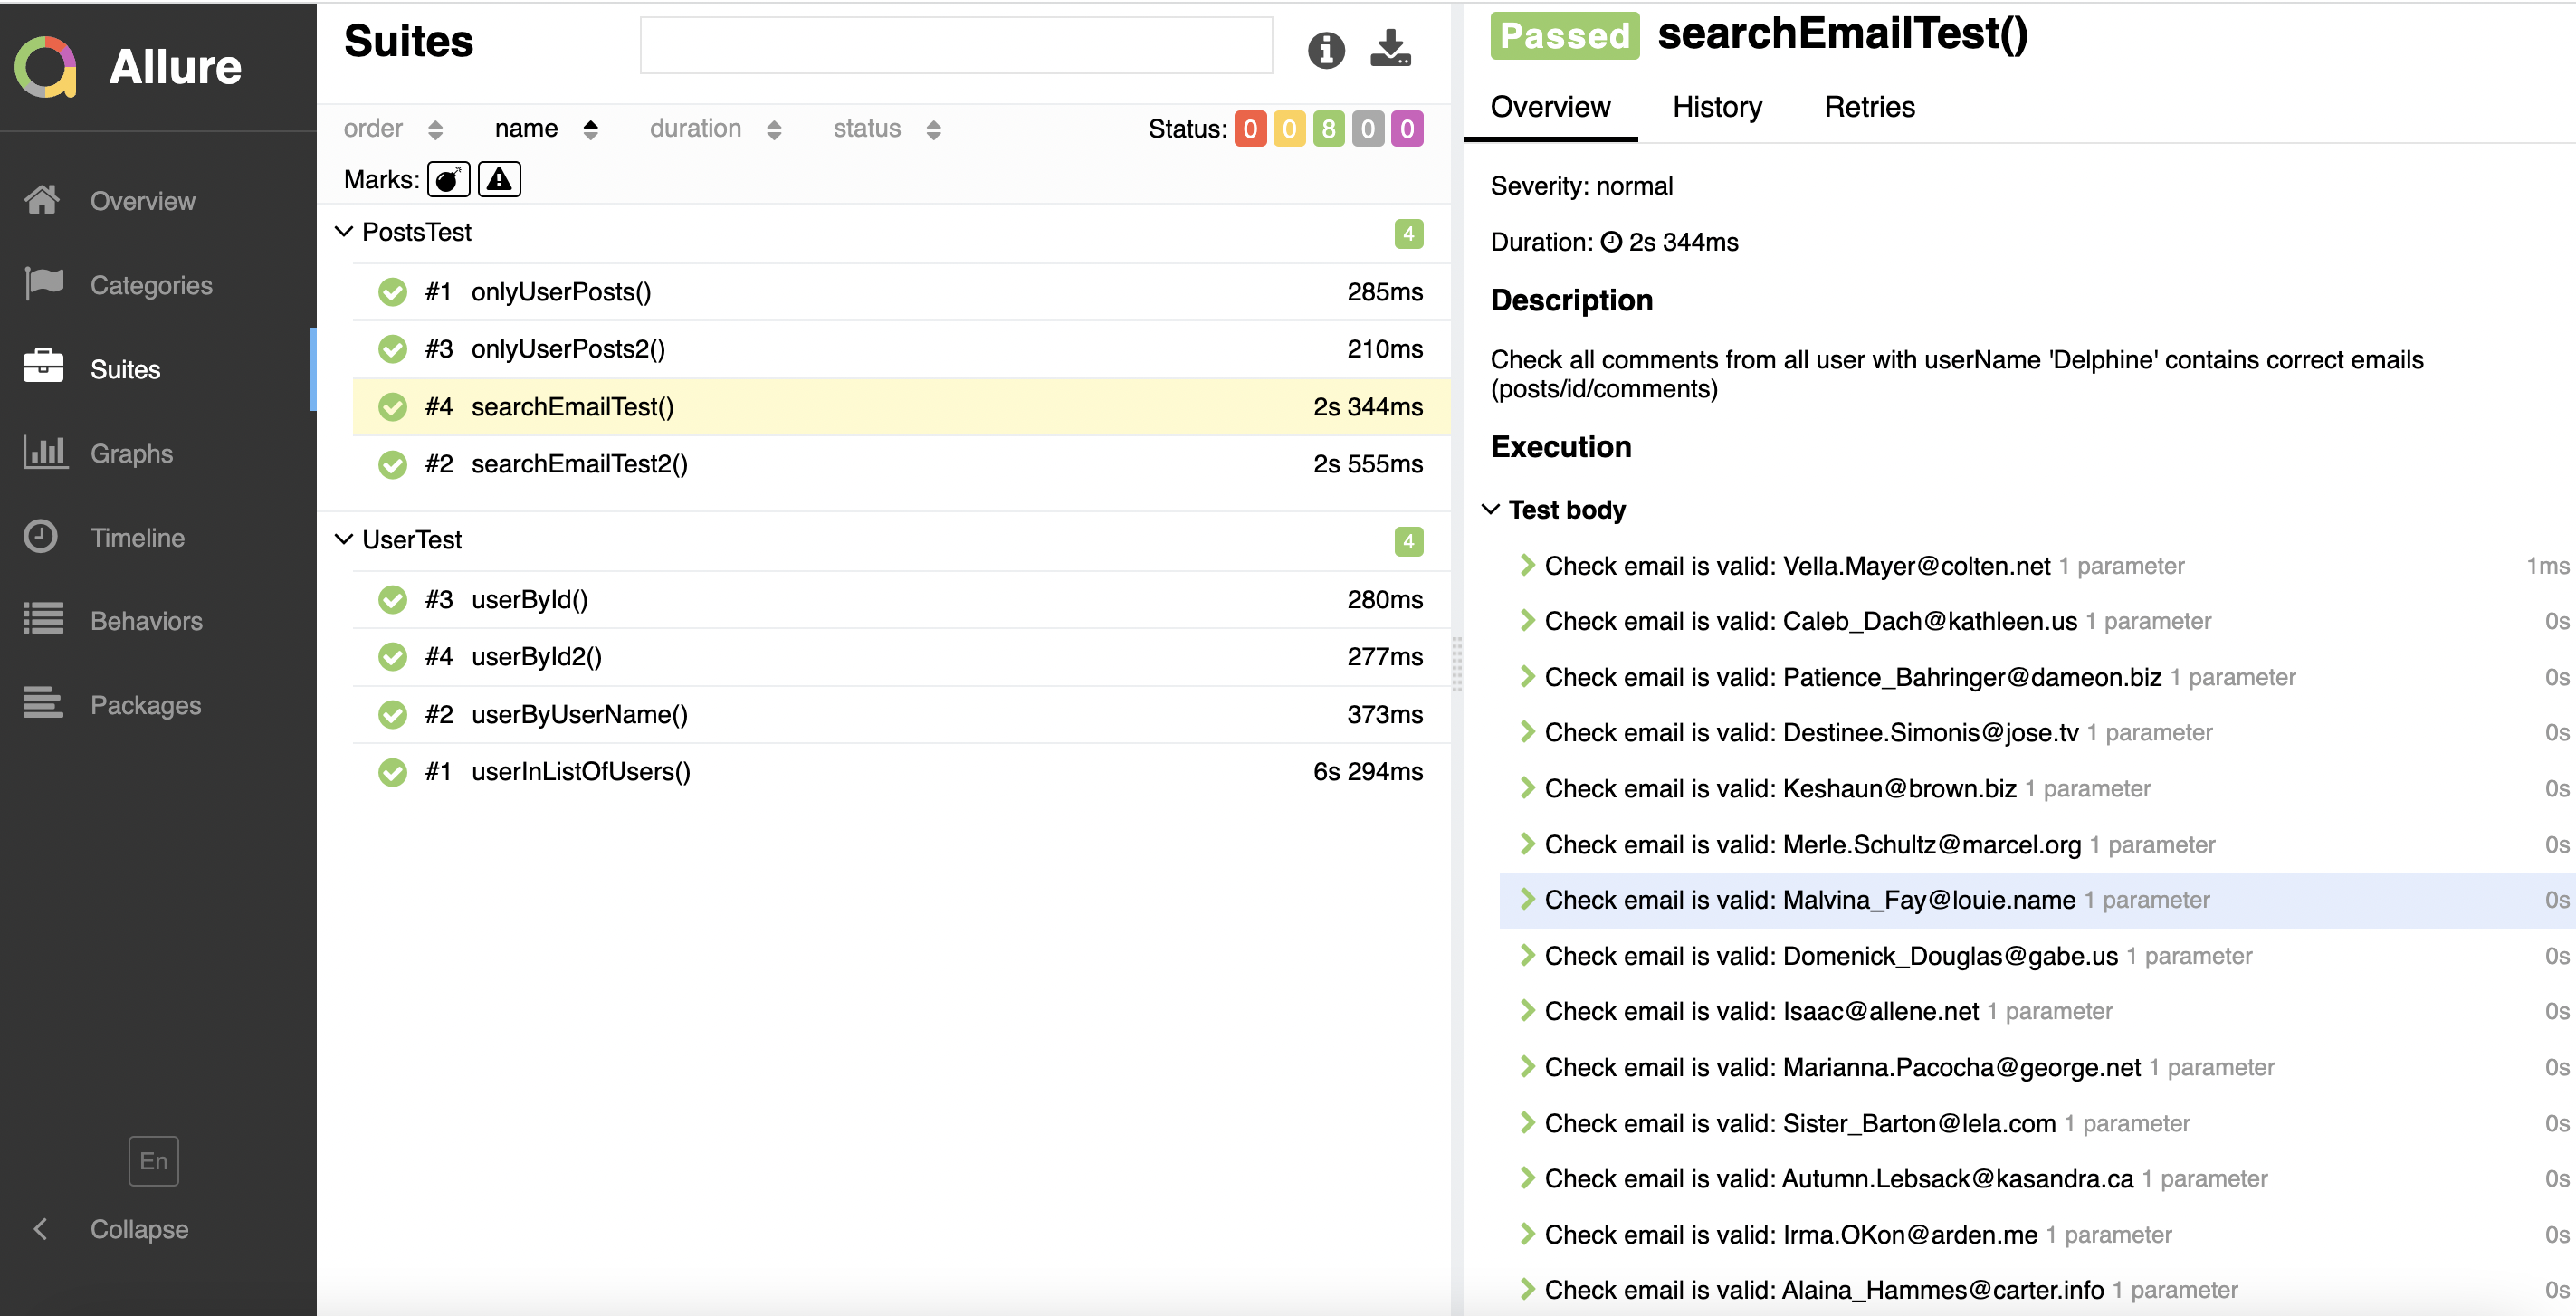 Allure
Overview
Categories
Suites
Graphs
Timeline
Behaviors
Packages
En
Collapse
Suites
order name duration status Status: 0 0 8 0 0
Marks:
PostsTest 4
#1 onlyUserPosts() 285ms
#3 onlyUserPosts2() 210ms
#4 searchEmailTest() 2s 344ms
#2 searchEmailTest2() 2s 555ms
UserTest 4
#3 userById() 280ms
#4 userById2() 277ms
#2 userByUserName() 373ms
#1 userInListOfUsers() 6s 294ms
Passed searchEmailTest()
Overview History Retries
Severity: normal
Duration: 2s 344ms
Description
Check all comments from all user with userName 'Delphine' contains correct emails
(posts/id/comments)
Execution
Test body
Check email is valid: Vella.Mayer@colten.net 1 parameter 1ms
Check email is valid: Caleb_Dach@kathleen.us 1 parameter 0s
Check email is valid: Patience_Bahringer@dameon.biz 1 parameter 0s
Check email is valid: Destinee.Simonis@jose.tv 1 parameter 0s
Check email is valid: Keshaun@brown.biz 1 parameter 0s
Check email is valid: Merle.Schultz@marcel.org 1 parameter 0s
Check email is valid: Malvina_Fay@louie.name 1 parameter 0s
Check email is valid: Domenick_Douglas@gabe.us 1 parameter 0s
Check email is valid: Isaac@allene.net 1 parameter 0s
Check email is valid: Marianna.Pacocha@george.net 1 parameter 0s
Check email is valid: Sister_Barton@lela.com 1 parameter 0s
Check email is valid: Autumn.Lebsack@kasandra.ca 1 parameter 0s
Check email is valid: Irma.OKon@arden.me 1 parameter 0s
Check email is valid: Alaina_Hammes@carter.info 1 parameter 0s